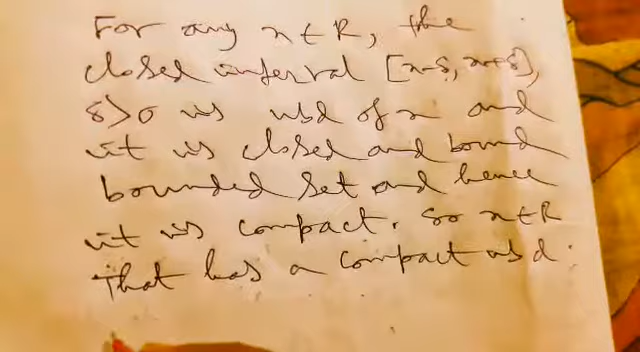 For any x ∈ R, the
closed interval [x-δ, x+δ],
δ>0 is nbd of x and
it is closed and bound
bounded set and hence
it is compact. So x ∈ R
that has a compact nbd.